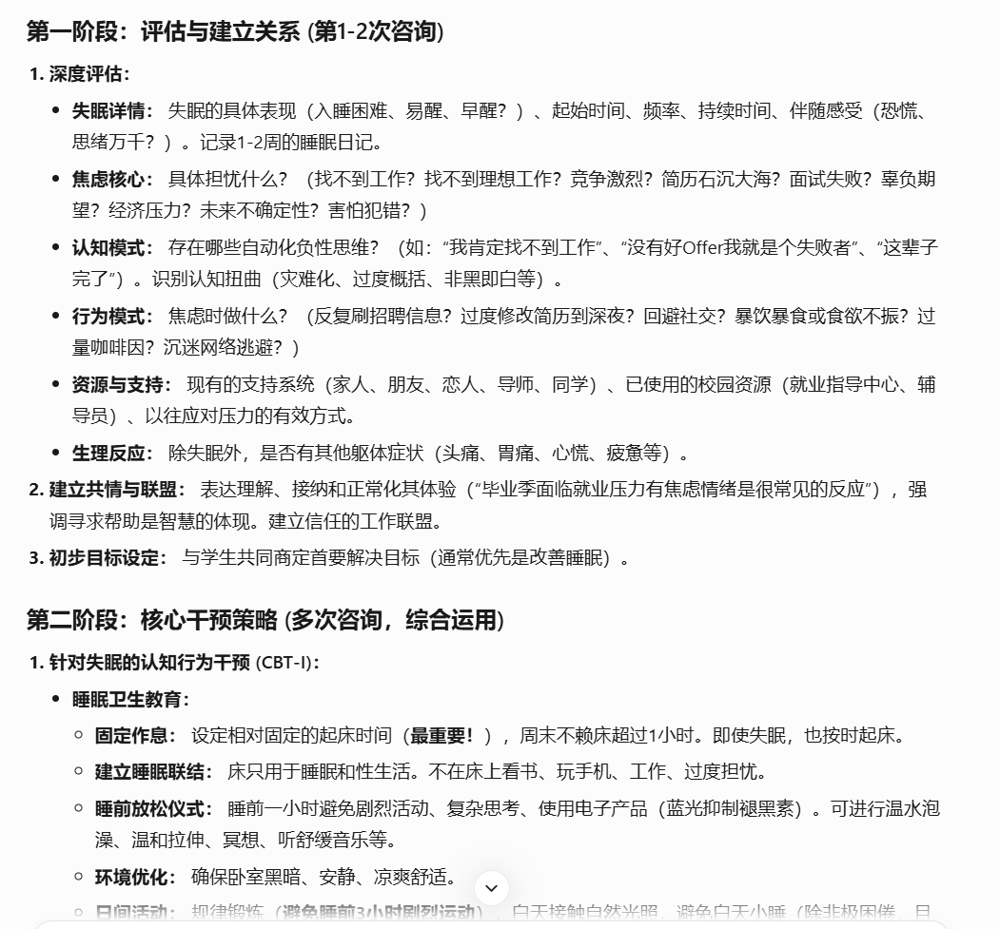 第一阶段：评估与建立关系 (第1-2次咨询)
1. 深度评估：
• 失眠详情： 失眠的具体表现（入睡困难、易醒、早醒？）、起始时间、频率、持续时间、伴随感受（恐慌、
思绪万千？）。记录1-2周的睡眠日记。
• 焦虑核心： 具体担忧什么？（找不到工作？找不到理想工作？竞争激烈？简历石沉大海？面试失败？辜负期
望？经济压力？未来不确定性？害怕犯错？)
• 认知模式： 存在哪些自动化负性思维？（如：“我肯定找不到工作”、“没有好Offer我就是个失败者”、“这辈子
完了”）。识别认知扭曲（灾难化、过度概括、非黑即白等）。
• 行为模式： 焦虑时做什么？（反复刷招聘信息？过度修改简历到深夜？回避社交？暴饮暴食或食欲不振？过
量咖啡因？沉迷网络逃避？)
• 资源与支持： 现有的支持系统（家人、朋友、恋人、导师、同学）、已使用的校园资源（就业指导中心、辅
导员）、以往应对压力的有效方式。
• 生理反应： 除失眠外，是否有其他躯体症状（头痛、胃痛、心慌、疲惫等）。
2. 建立共情与联盟： 表达理解、接纳和正常化其体验（“毕业季面临就业压力有焦虑情绪是很常见的反应”），强
调寻求帮助是智慧的体现。建立信任的工作联盟。
3. 初步目标设定： 与学生共同商定首要解决目标（通常优先是改善睡眠）。
第二阶段：核心干预策略 (多次咨询，综合运用)
1. 针对失眠的认知行为干预 (CBT-I)：
• 睡眠卫生教育：
○ 固定作息： 设定相对固定的起床时间（最重要！），周末不赖床超过1小时。即使失眠，也按时起床。
○ 建立睡眠联结： 床只用于睡眠和性生活。不在床上看书、玩手机、工作、过度担忧。
○ 睡前放松仪式： 睡前一小时避免剧烈活动、复杂思考、使用电子产品（蓝光抑制褪黑素）。可进行温水泡
澡、温和拉伸、冥想、听舒缓音乐等。
○ 环境优化： 确保卧室黑暗、安静、凉爽舒适。
○ 日间活动： 规律锻炼（避免睡前3小时剧烈运动）、白天接触自然光照、避免白天小睡（除非极困倦，且